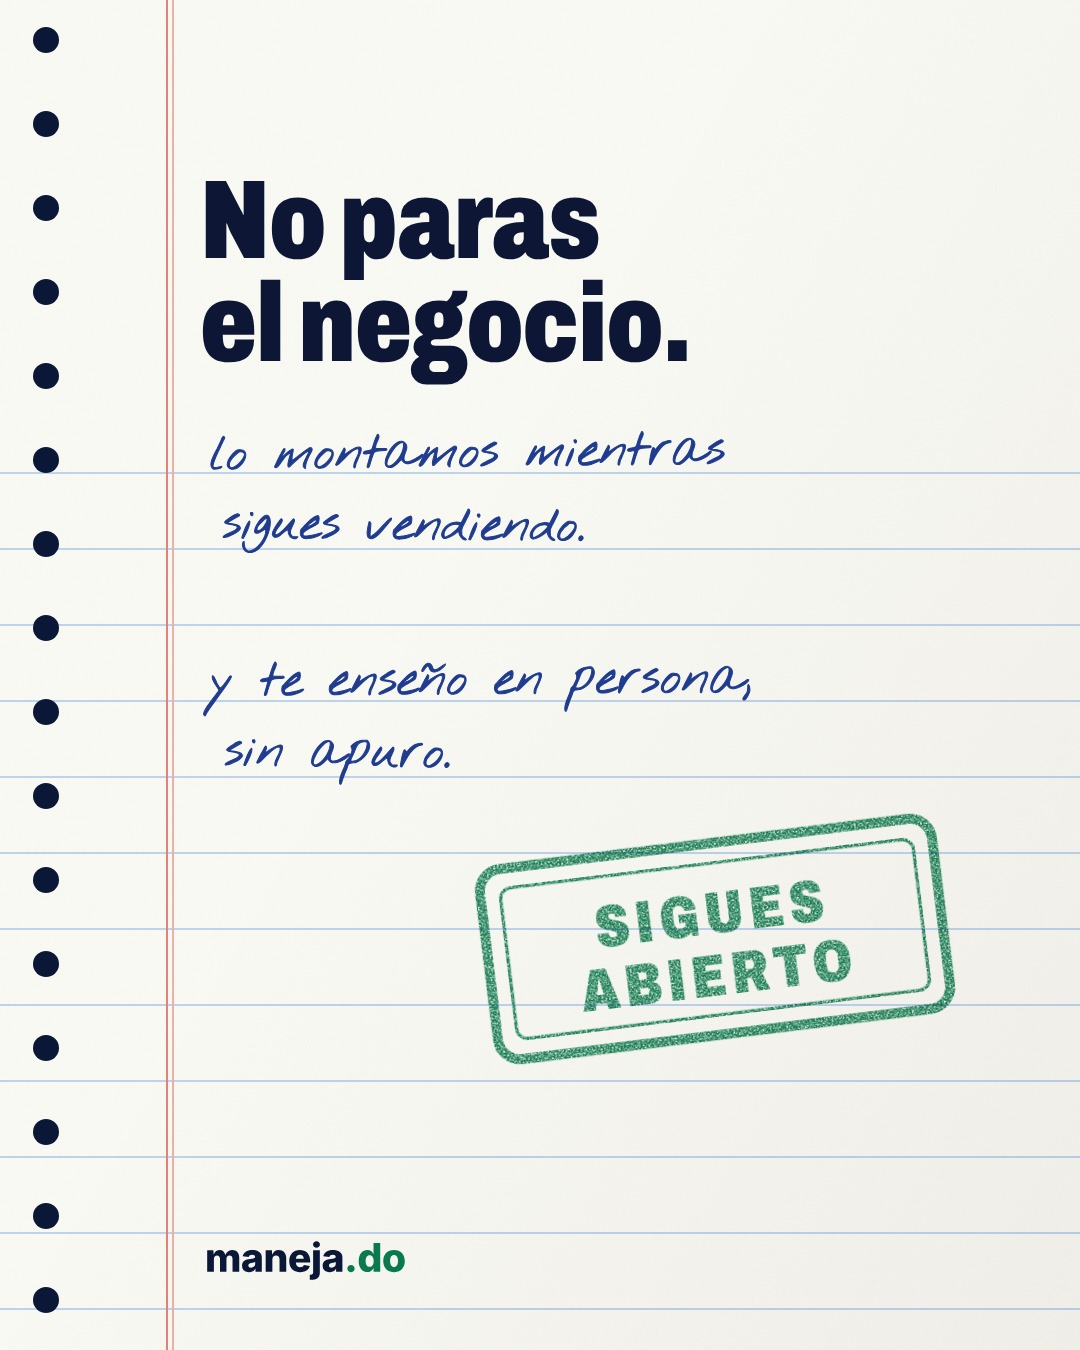 No paras
el negocio.
lo montamos mientras
sigues vendiendo.
y te enseño en persona,
sin apuro.
SIGUES
ABIERTO
maneja.do